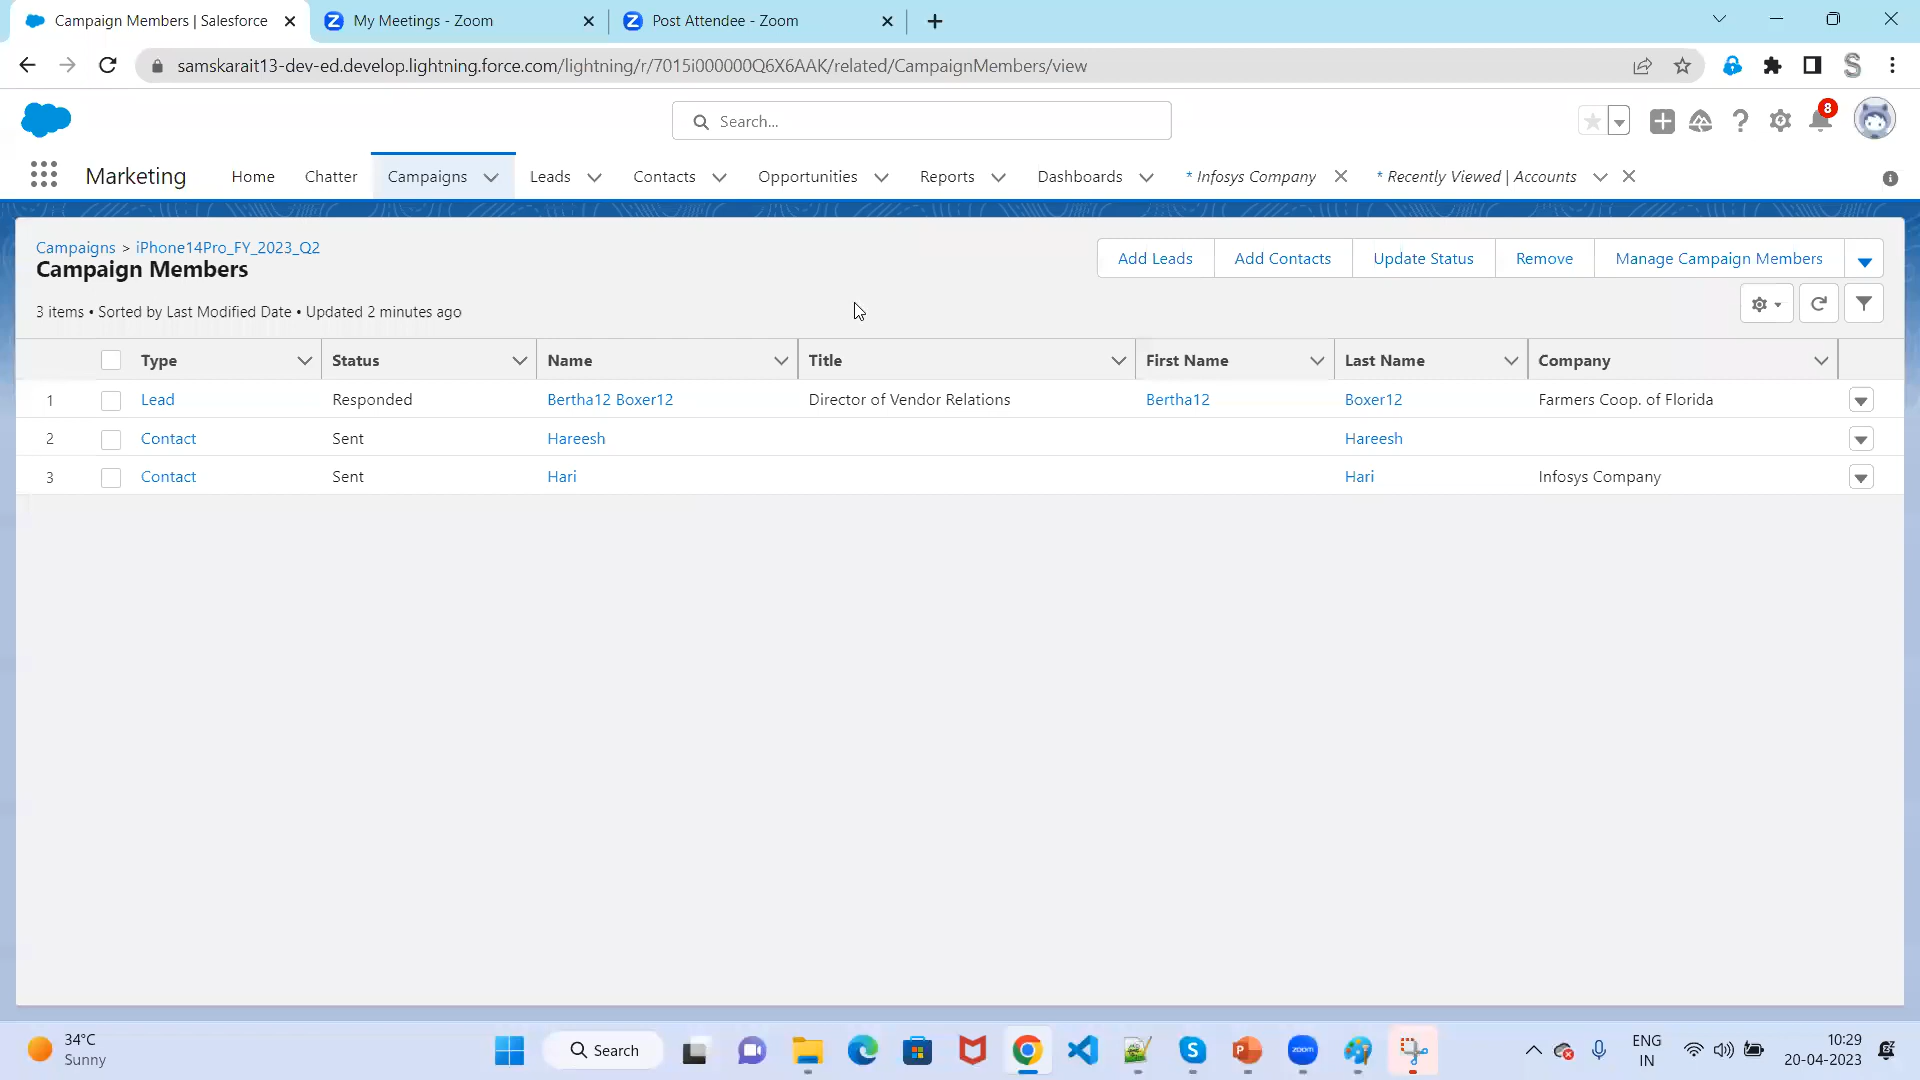 Campaign Members | Salesforce
My Meetings - Zoom
Post Attendee - Zoom
samskarait13-dev-ed.develop.lightning.force.com/lightning/r/7015i000000Q6X6AAK/related/CampaignMembers/view
Search...
8
Marketing
Home
Chatter
Campaigns
Leads
Contacts
Opportunities
Reports
Dashboards
* Infosys Company
* Recently Viewed | Accounts
Campaigns > iPhone14Pro_FY_2023_Q2
Campaign Members
Add Leads
Add Contacts
Update Status
Remove
Manage Campaign Members
3 items • Sorted by Last Modified Date • Updated 2 minutes ago
Type Status Name Title First Name Last Name Company
1 Lead Responded Bertha12 Boxer12 Director of Vendor Relations Bertha12 Boxer12 Farmers Coop. of Florida
2 Contact Sent Hareesh Hareesh
3 Contact Sent Hari Hari Infosys Company
34°C
Sunny
Search
zoom
ENG
IN
10:29
20-04-2023